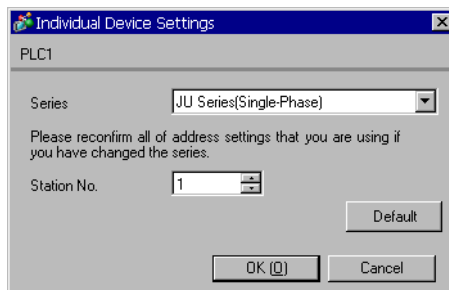 Individual Device Settings
PLC1
Series
JU Series(Single-Phase)
Please reconfirm all of address settings that you are using if
you have changed the series.
Station No.
1
Default
OK (O)
Cancel